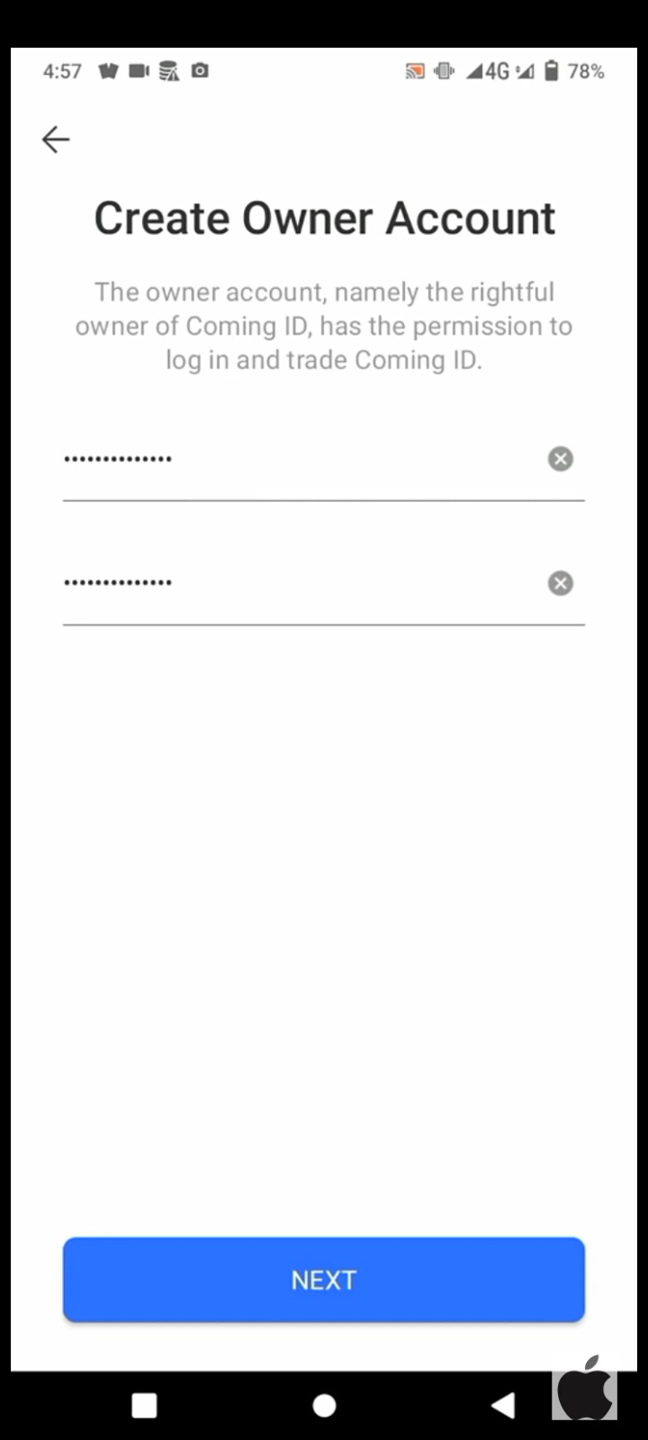 4:57 4G 78%
Create Owner Account
The owner account, namely the rightful
owner of Coming ID, has the permission to
log in and trade Coming ID.
••••••••••••••
••••••••••••••
NEXT